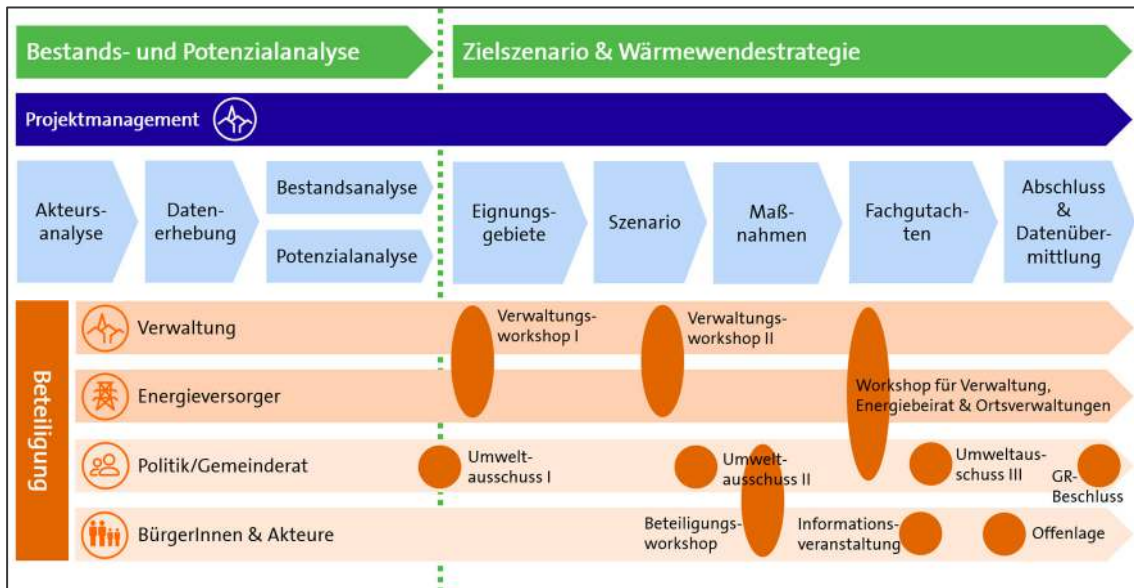 Bestands- und Potenzialanalyse
Zielszenario & Wärmewendestrategie
Projektmanagement
Akteurs-
analyse
Daten-
erhebung
Bestandsanalyse
Potenzialanalyse
Eignungs-
gebiete
Szenario
Maß-
nahmen
Fachgutach-
ten
Abschluss
&
Datenüber-
mittlung
Beteiligung
Verwaltung
Verwaltungs-
workshop I
Verwaltungs-
workshop II
Energieversorger
Workshop für Verwaltung,
Energiebeirat & Ortsverwaltungen
Politik/Gemeinderat
Umwelt-
ausschuss I
Umwelt-
ausschuss II
Umweltaus-
schuss III
GR-
Beschluss
BürgerInnen & Akteure
Beteiligungs-
workshop
Informations-
veranstaltung
Offenlage